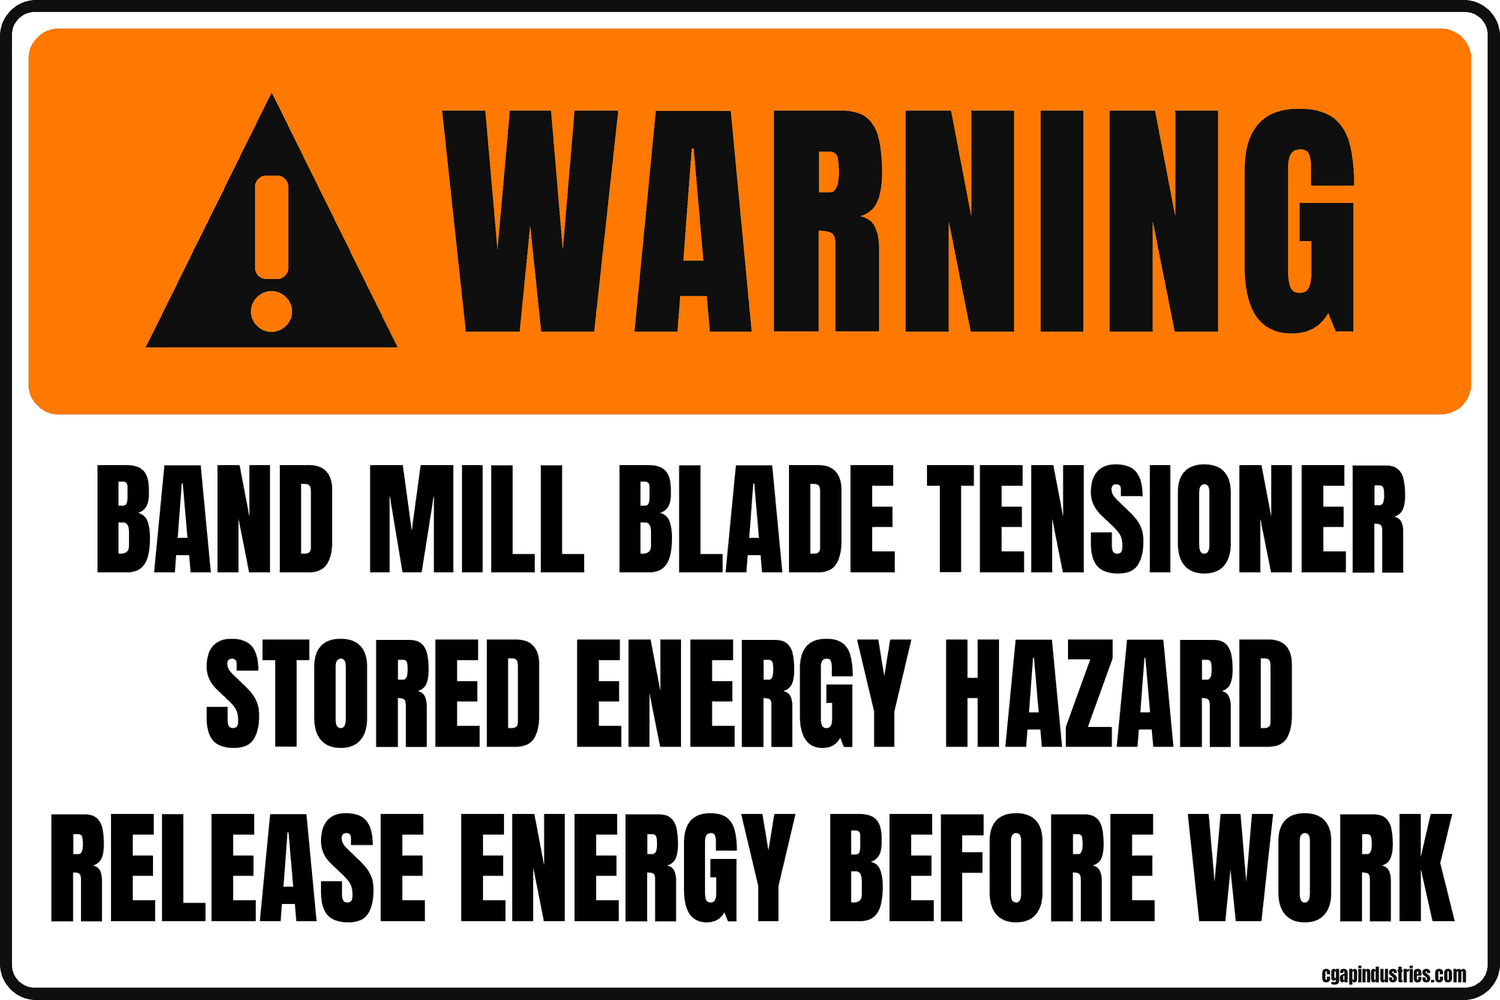 WARNING
BAND MILL BLADE TENSIONER
STORED ENERGY HAZARD
RELEASE ENERGY BEFORE WORK
cgapindustries.com